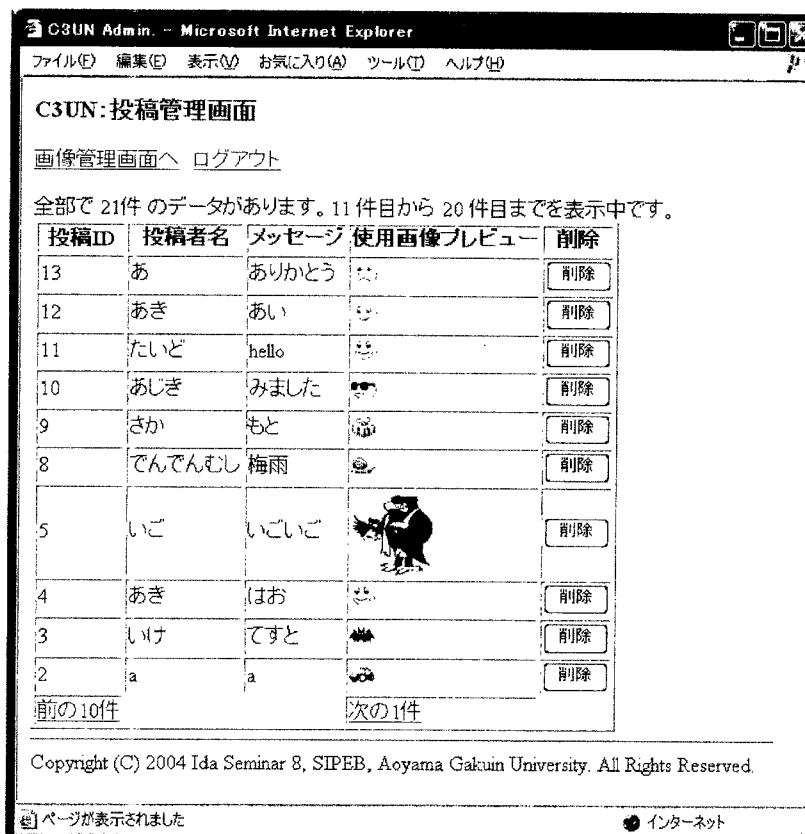 C3UN Admin. - Microsoft Internet Explorer
ファイル(F) 編集(E) 表示(V) お気に入り(A) ツール(T) ヘルプ(H)
C3UN:投稿管理画面
画像管理画面へ ログアウト
全部で 21件 のデータがあります。11 件目から 20 件目までを表示中です。
投稿ID 投稿者名 メッセージ 使用画像プレビュー 削除
13 あ ありかとう 削除
12 あき あい 削除
11 たいど hello 削除
10 あじき みました 削除
9 さか もと 削除
8 でんでんむし 梅雨 削除
5 いご いごいご 削除
4 あき はお 削除
3 いけ てすと 削除
2 a a 削除
前の10件 次の1件
Copyright (C) 2004 Ida Seminar 8, SIPEB, Aoyama Gakuin University. All Rights Reserved.
ページが表示されました インターネット